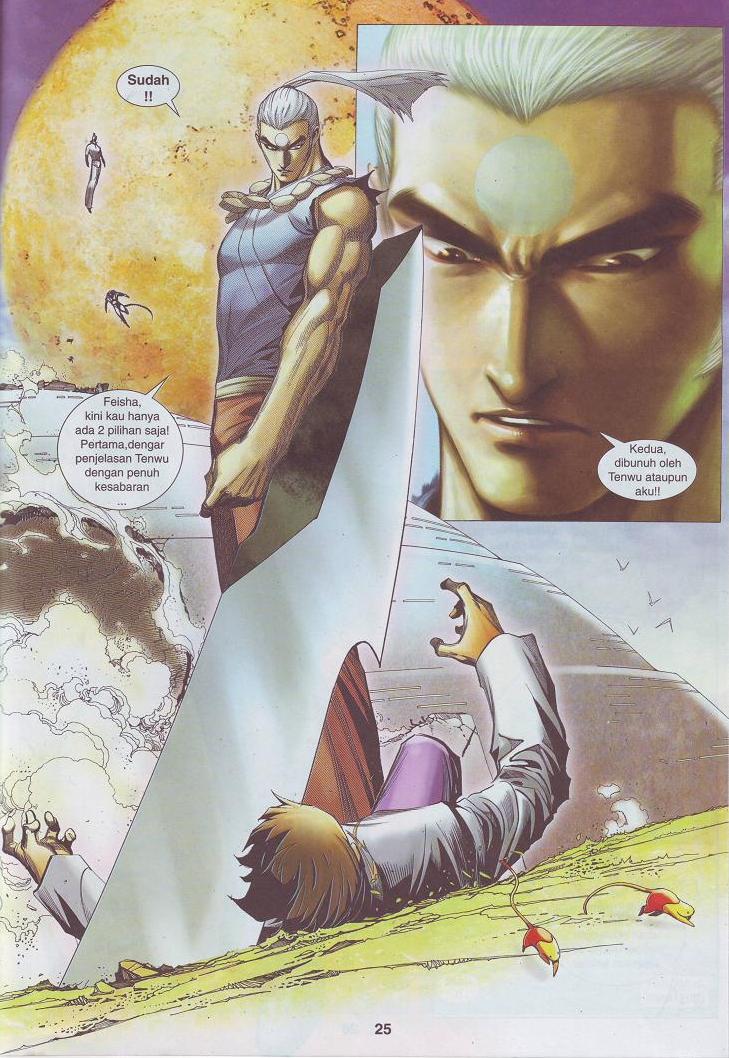 Sudah
!!
Feisha,
kini kau hanya
ada 2 pilihan saja!
Pertama,dengar
penjelasan Tenwu
dengan penuh
kesabaran
...
Kedua,
dibunuh oleh
Tenwu ataupun
aku!!
25